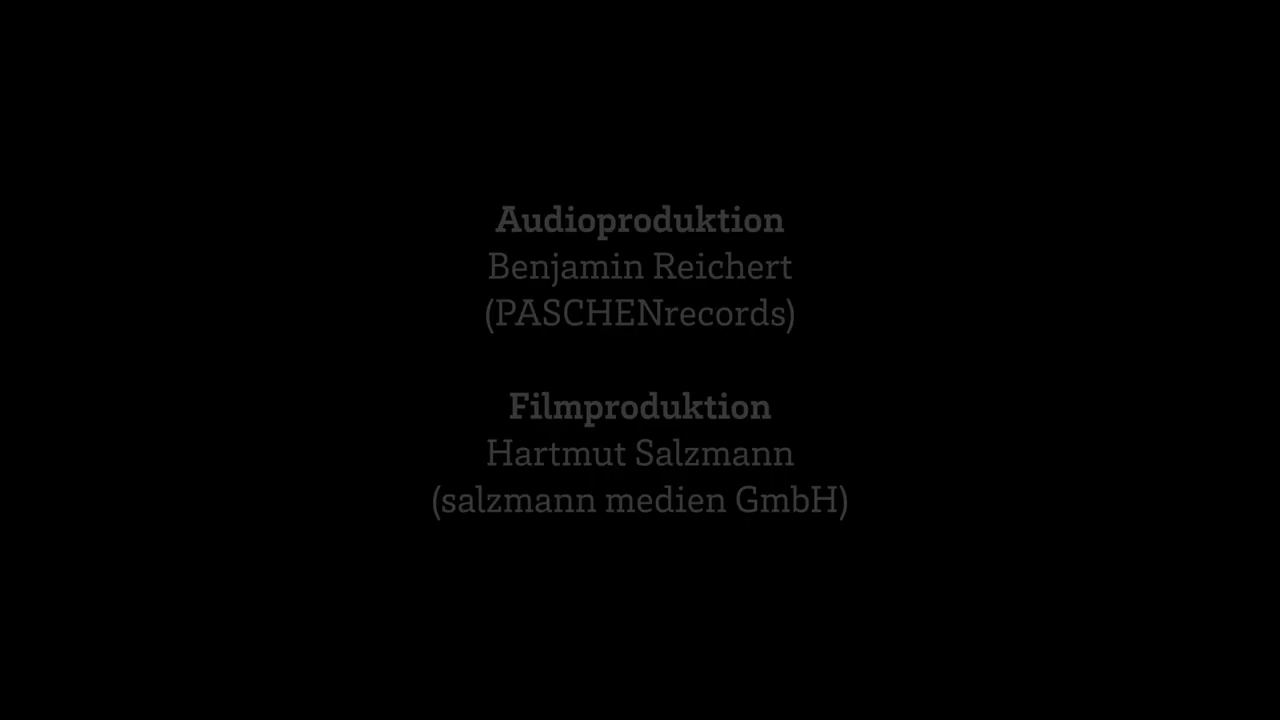 Audioproduktion
Benjamin Reichert
(PASCHENrecords)
Filmproduktion
Hartmut Salzmann
(salzmann medien GmbH)